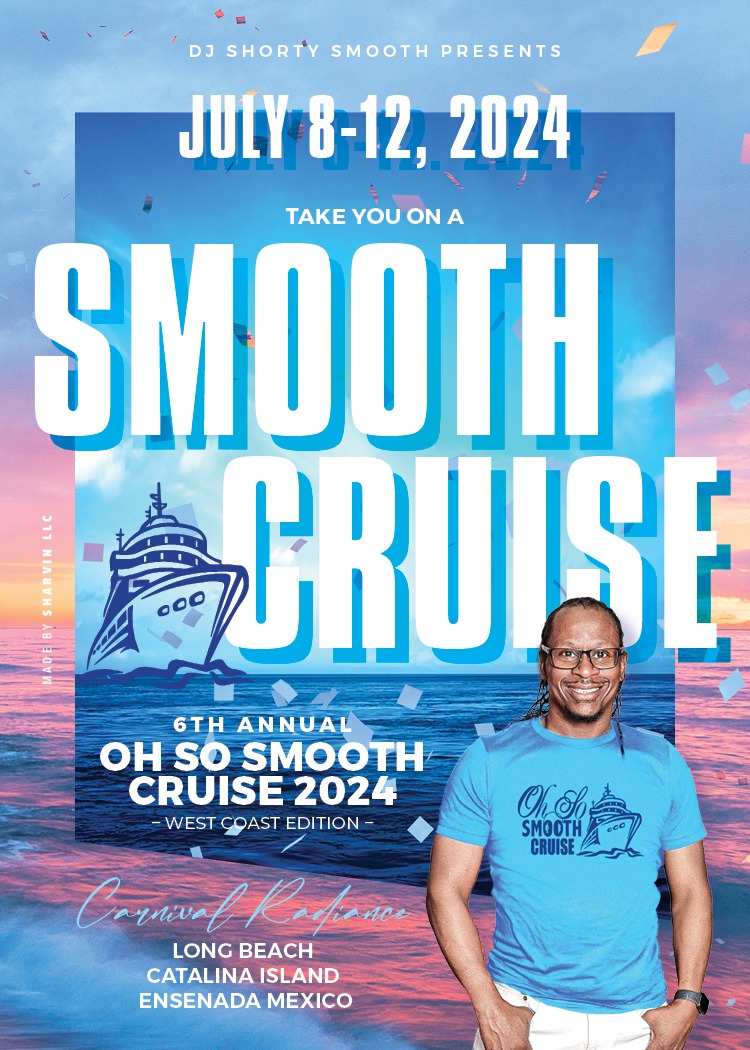 DJ SHORTY SMOOTH PRESENTS
JULY 8-12, 2024
TAKE YOU ON A
SMOOTH
CRUISE
MADE BY SHARVIN LLC
6TH ANNUAL
OH SO SMOOTH
CRUISE 2024
– WEST COAST EDITION –
Carnival Radiance
LONG BEACH
CATALINA ISLAND
ENSENADA MEXICO
Oh So
SMOOTH
CRUISE